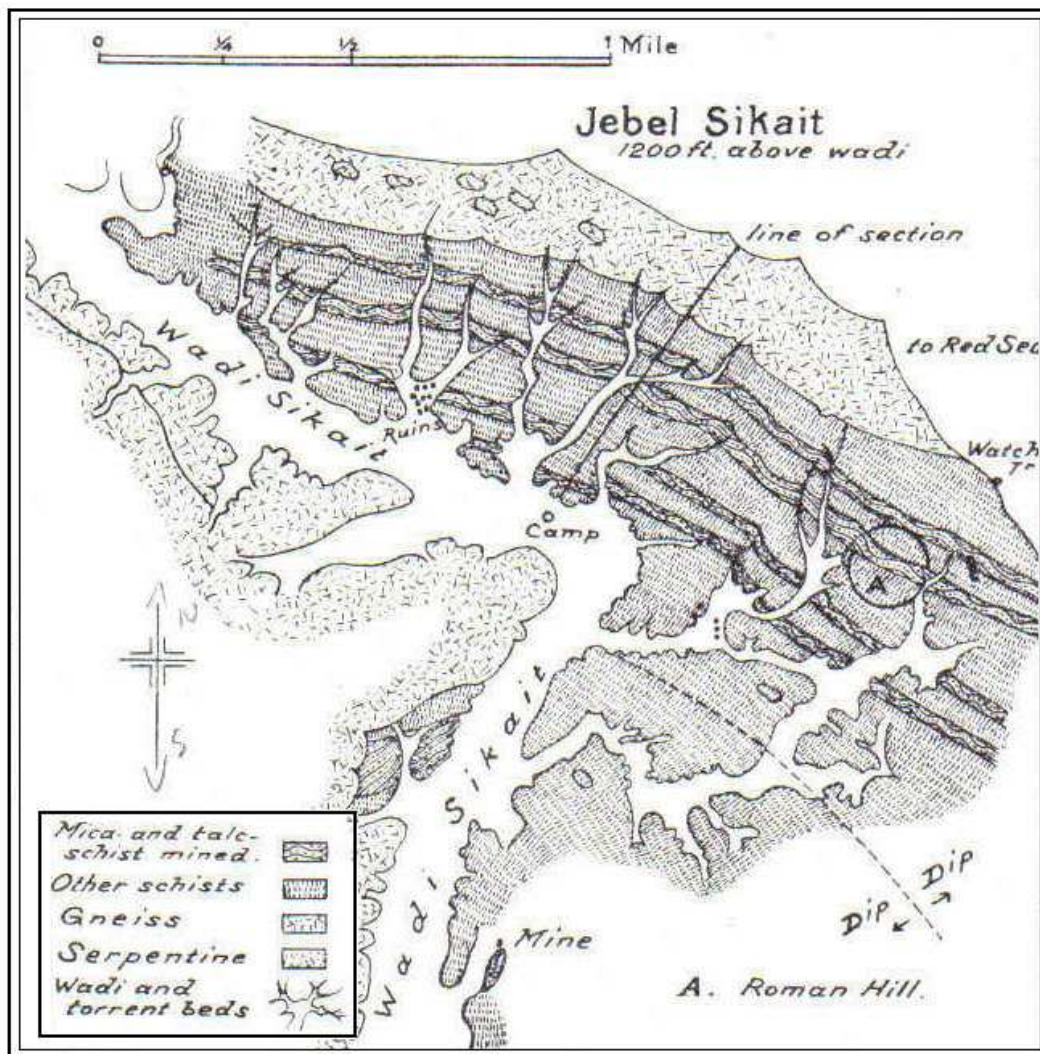 0 1/4 1/2 1 Mile
Jebel Sikait
1200 ft. above wadi
line of section
to Red Sea
Wadi Sikait
Ruins
Watch
Tr
Camp
A
N
S
Wadi Sikait
Mica and talc-
schist mined.
Other schists
Gneiss
Serpentine
Wadi and
torrent beds
Mine
Dip
Dip
A. Roman Hill.